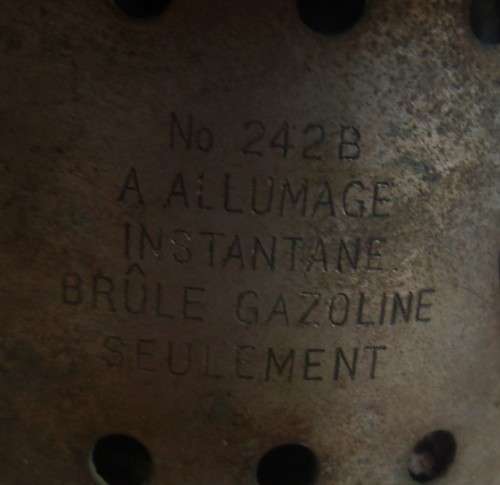 No 242B
A ALLUMAGE
INSTANTANE
BRÛLE GAZOLINE
SEULEMENT